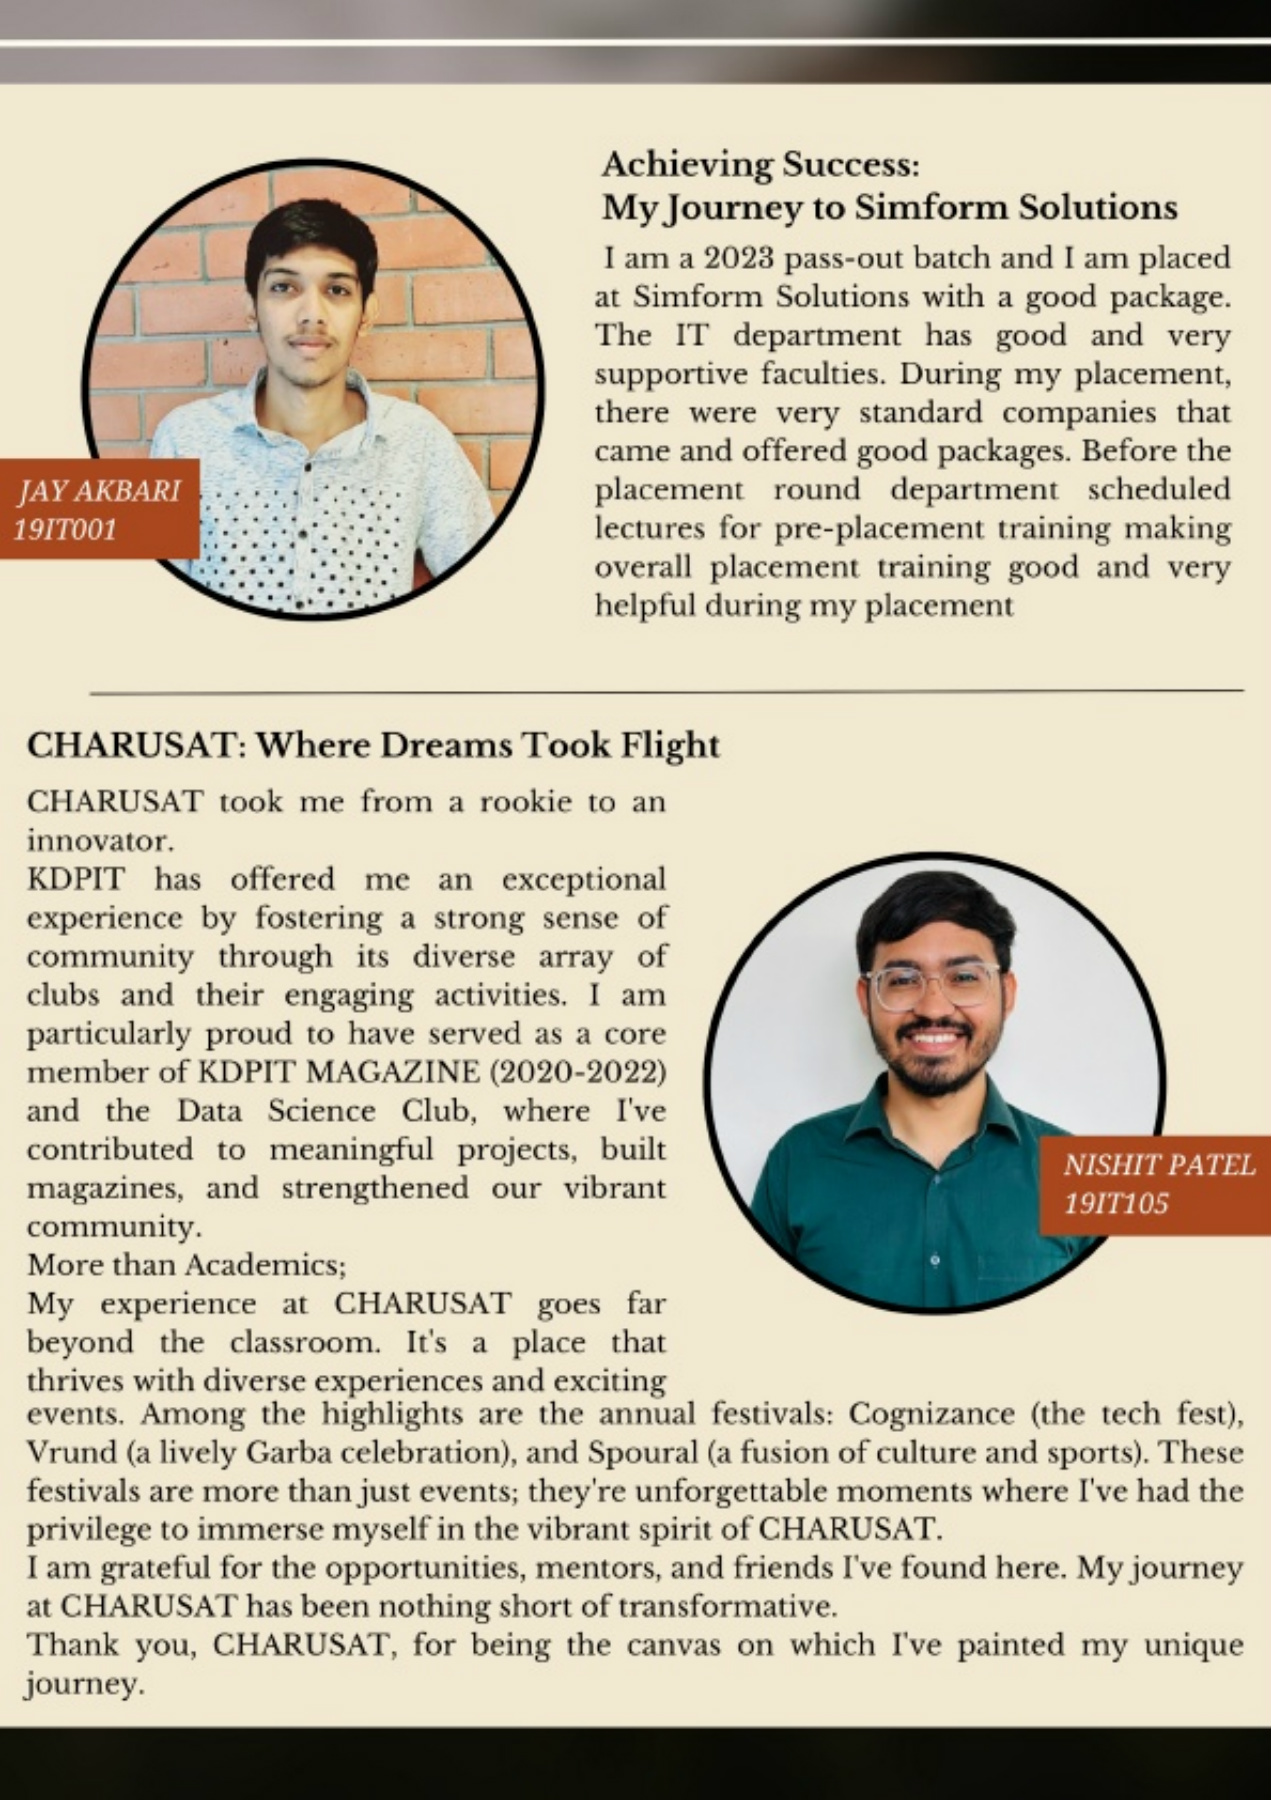 Achieving Success:
My Journey to Simform Solutions
I am a 2023 pass-out batch and I am placed
at Simform Solutions with a good package.
The IT department has good and very
supportive faculties. During my placement,
there were very standard companies that
came and offered good packages. Before the
placement round department scheduled
lectures for pre-placement training making
overall placement training good and very
helpful during my placement
JAY AKBARI
19IT001
CHARUSAT: Where Dreams Took Flight
CHARUSAT took me from a rookie to an
innovator.
KDPIT has offered me an exceptional
experience by fostering a strong sense of
community through its diverse array of
clubs and their engaging activities. I am
particularly proud to have served as a core
member of KDPIT MAGAZINE (2020-2022)
and the Data Science Club, where I've
contributed to meaningful projects, built
magazines, and strengthened our vibrant
community.
More than Academics;
My experience at CHARUSAT goes far
beyond the classroom. It's a place that
thrives with diverse experiences and exciting
events. Among the highlights are the annual festivals: Cognizance (the tech fest),
Vrund (a lively Garba celebration), and Spoural (a fusion of culture and sports). These
festivals are more than just events; they're unforgettable moments where I've had the
privilege to immerse myself in the vibrant spirit of CHARUSAT.
I am grateful for the opportunities, mentors, and friends I've found here. My journey
at CHARUSAT has been nothing short of transformative.
Thank you, CHARUSAT, for being the canvas on which I've painted my unique
journey.
NISHIT PATEL
19IT105